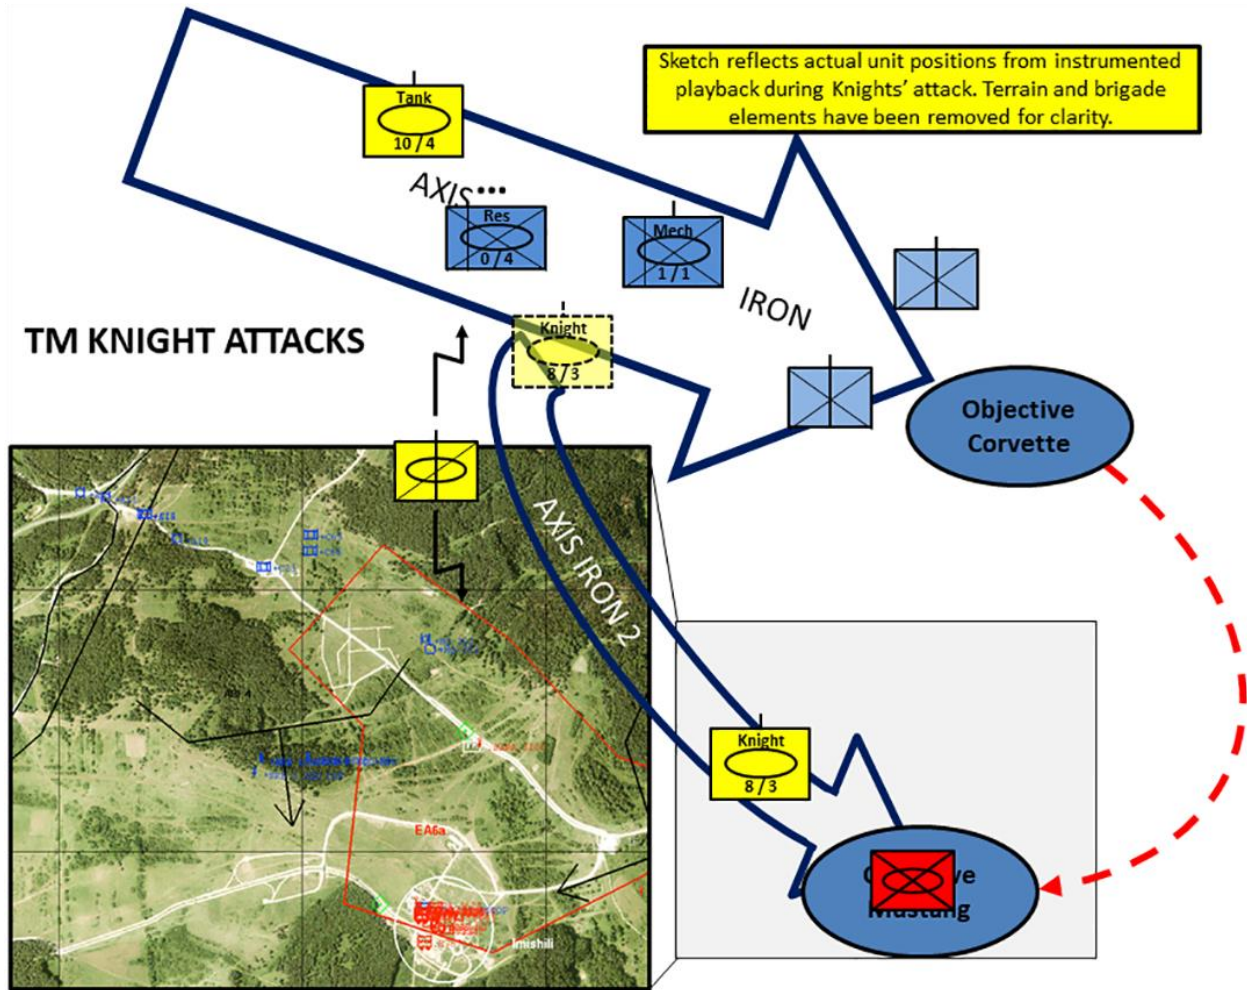 Sketch reflects actual unit positions from instrumented
playback during Knights' attack. Terrain and brigade
elements have been removed for clarity.
Tank
10 / 4
AXIS
Res
0 / 4
Mech
1 / 1
IRON
TM KNIGHT ATTACKS
Knight
8 / 3
Objective
Corvette
AXIS IRON 2
Knight
8 / 3
Mustang
EA6a
Imishili